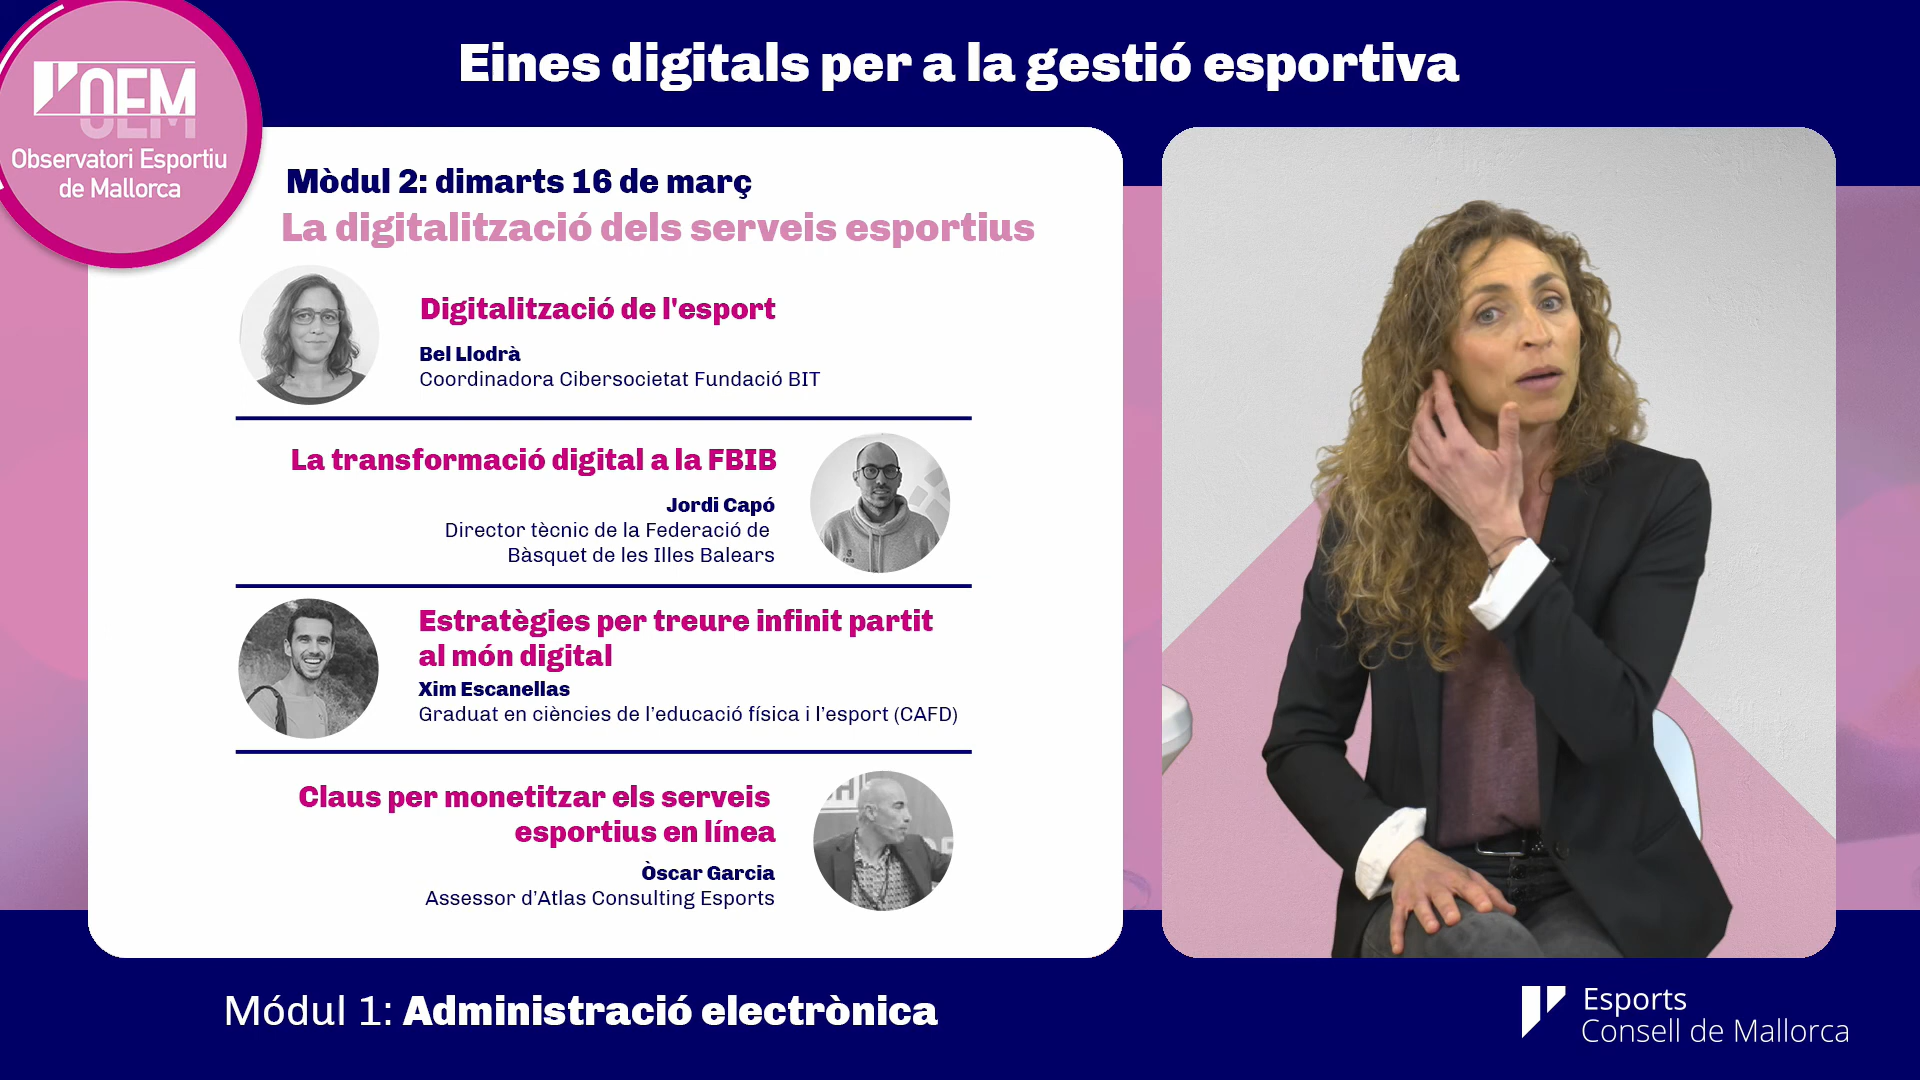 Eines digitals per a la gestió esportiva
l'OEM
Observatori Esportiu
de Mallorca
Mòdul 2: dimarts 16 de març
La digitalització dels serveis esportius
Digitalització de l'esport
Bel Llodrà
Coordinadora Cibersocietat Fundació BIT
La transformació digital a la FBIB
Jordi Capó
Director tècnic de la Federació de
Bàsquet de les Illes Balears
Estratègies per treure infinit partit
al món digital
Xim Escanellas
Graduat en ciències de l’educació física i l’esport (CAFD)
Claus per monetitzar els serveis
esportius en línea
Òscar Garcia
Assessor d’Atlas Consulting Esports
Módul 1: Administració electrònica
Esports
Consell de Mallorca